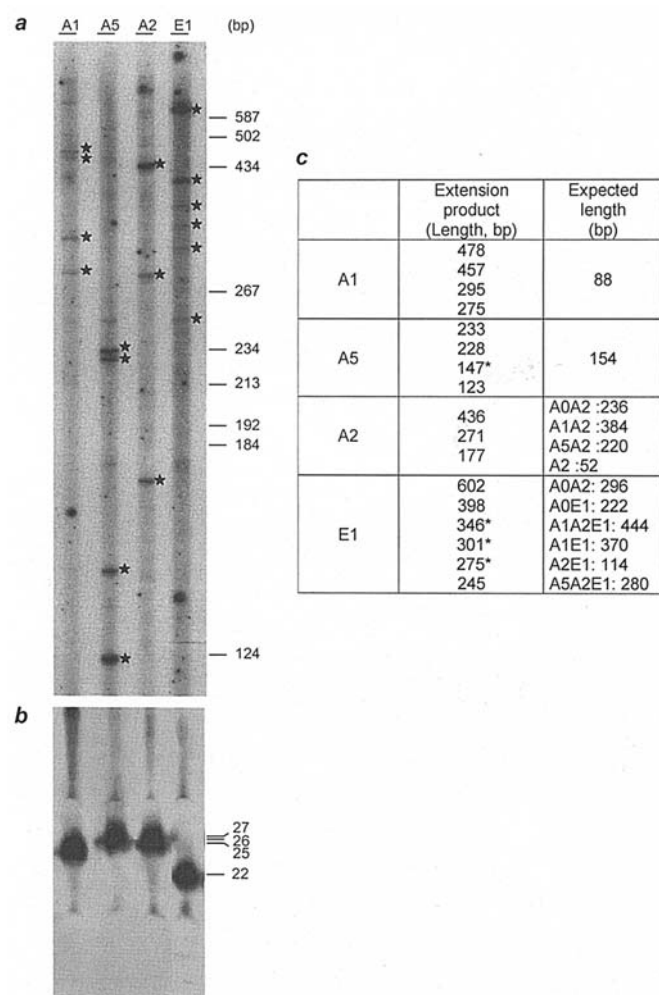 a A1 A5 A2 E1 (bp)
587
502
434
267
234
213
192
184
124
b
27
26
25
22
c
Extension product (Length, bp) Expected length (bp)
A1 478 457 295 275 88
A5 233 228 147* 123 154
A2 436 271 177 A0A2 :236 A1A2 :384 A5A2 :220 A2 :52
E1 602 398 346* 301* 275* 245 A0A2: 296 A0E1: 222 A1A2E1: 444 A1E1: 370 A2E1: 114 A5A2E1: 280